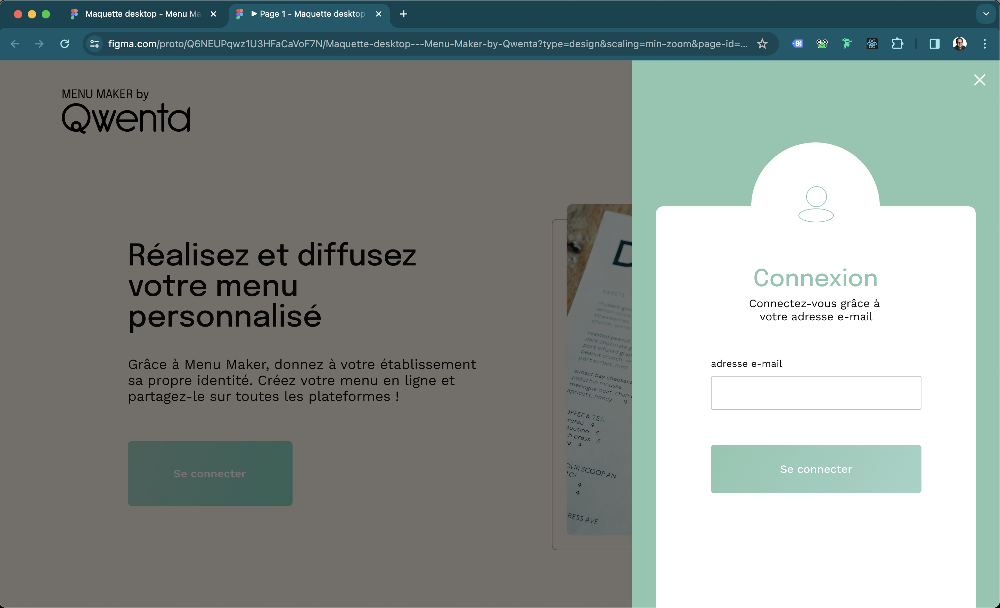 Maquette desktop - Menu Ma
Page 1 - Maquette desktop
figma.com/proto/Q6NEUPqwz1U3HFaCaVoF7N/Maquette-desktop---Menu-Maker-by-Qwenta?type=design&scaling=min-zoom&page-id=...
MENU MAKER by
Qwenta
Réalisez et diffusez
votre menu
personnalisé
Grâce à Menu Maker, donnez à votre établissement
sa propre identité. Créez votre menu en ligne et
partagez-le sur toutes les plateformes !
Se connecter
D
SWEETS
rhubarb goo
lemon cloud,
strawberries,
crunch, sorrel
roasted peanut
dark chocolate g
port infused grap
peanut crunch, re
port sorbet, mint
sunset bay cheeseca
pistachio mousse,
meringue boat, cham
apricots, honey 9
OFFEE & TEA
presso 4
puccino 5
ch press 5
ea 4
OUR SCOOP AN
TO!
4
4
RESS AVE
Connexion
Connectez-vous grâce à
votre adresse e-mail
adresse e-mail
Se connecter